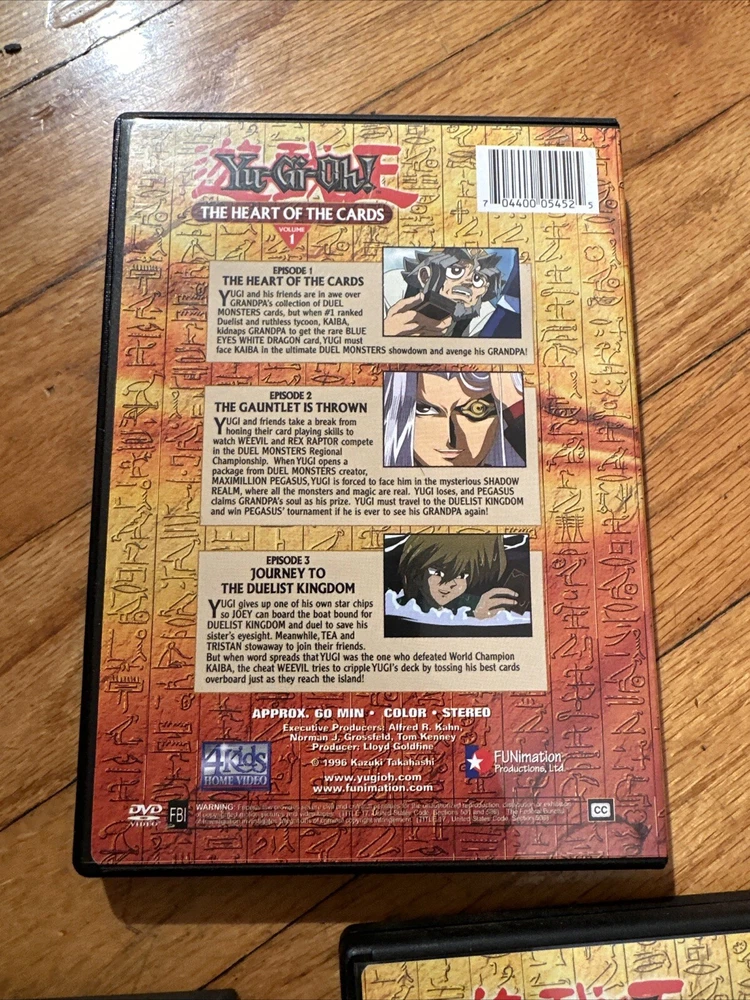 遊戯王
Yu-Gi-Oh!
THE HEART OF THE CARDS
VOLUME
1
7 04400 05452 5
EPISODE 1
THE HEART OF THE CARDS
YUGI and his friends are in awe over
GRANDPA's collection of DUEL
MONSTERS cards, but when #1 ranked
Duelist and ruthless tycoon, KAIBA,
kidnaps GRANDPA to get the rare BLUE
EYES WHITE DRAGON card, YUGI must
face KAIBA in the ultimate DUEL MONSTERS showdown and avenge his GRANDPA!
EPISODE 2
THE GAUNTLET IS THROWN
YUGI and friends take a break from
honing their card playing skills to
watch WEEVIL and REX RAPTOR compete
in the DUEL MONSTERS Regional
Championship. When YUGI opens a
package from DUEL MONSTERS creator,
MAXIMILLION PEGASUS, YUGI is forced to face him in the mysterious SHADOW
REALM, where all the monsters and magic are real. YUGI loses, and PEGASUS
claims GRANDPA's soul as his prize. YUGI must travel to the DUELIST KINGDOM
and win PEGASUS' tournament if he is ever to see his GRANDPA again!
EPISODE 3
JOURNEY TO
THE DUELIST KINGDOM
YUGI gives up one of his own star chips
so JOEY can board the boat bound for
DUELIST KINGDOM and duel to save his
sister's eyesight. Meanwhile, TEA and
TRISTAN stowaway to join their friends.
But when word spreads that YUGI was the one who defeated World Champion
KAIBA, the cheat WEEVIL tries to cripple YUGI's deck by tossing his best cards
overboard just as they reach the island!
APPROX. 60 MIN • COLOR • STEREO
Executive Producers: Alfred R. Kahn,
Norman J. Grossfeld, Tom Kenney
Producer: Lloyd Goldfine
© 1996 Kazuki Takahashi
www.yugioh.com
www.funimation.com
4Kids
HOME VIDEO
FUNimation
Productions, Ltd.
DVD
VIDEO
FBI
WARNING:
CC